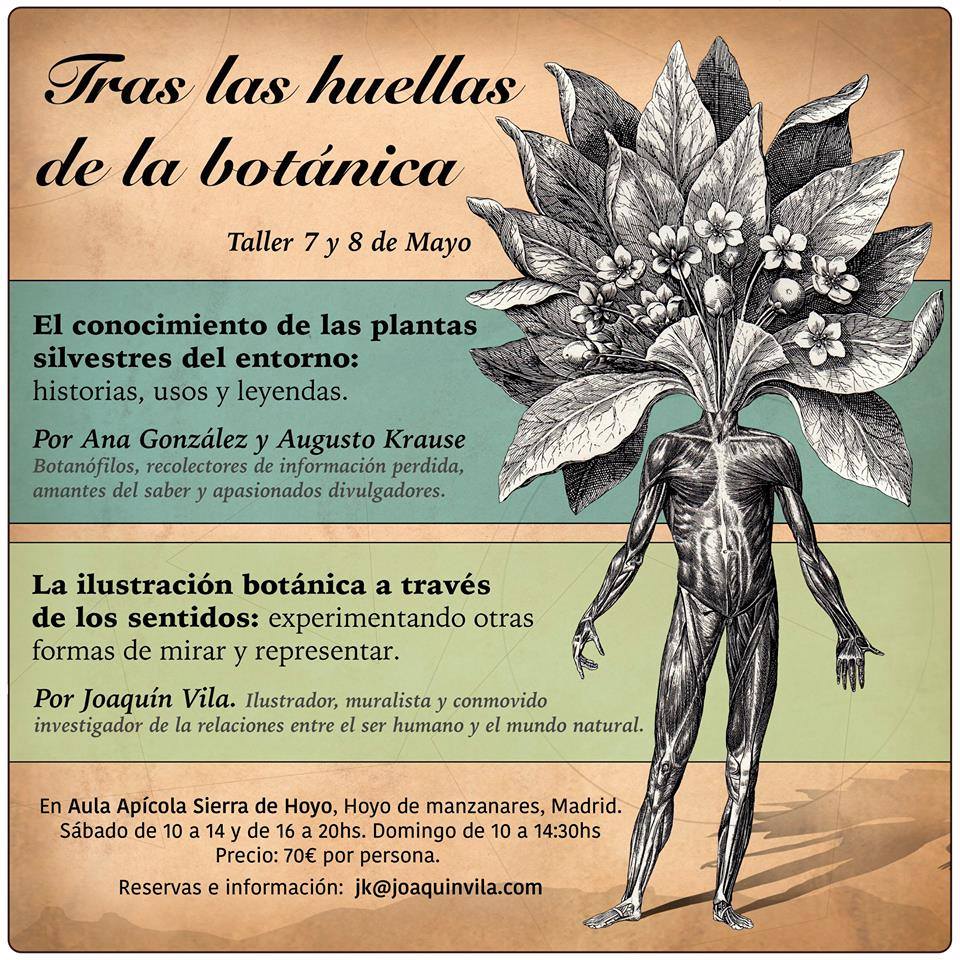 Tras las huellas
de la botánica
Taller 7 y 8 de Mayo
El conocimiento de las plantas
silvestres del entorno:
historias, usos y leyendas.
Por Ana González y Augusto Krause
Botanófilos, recolectores de información perdida,
amantes del saber y apasionados divulgadores.
La ilustración botánica a través
de los sentidos: experimentando otras
formas de mirar y representar.
Por Joaquín Vila. Ilustrador, muralista y conmovido
investigador de la relaciones entre el ser humano y el mundo natural.
En Aula Apícola Sierra de Hoyo, Hoyo de manzanares, Madrid.
Sábado de 10 a 14 y de 16 a 20hs. Domingo de 10 a 14:30hs
Precio: 70€ por persona.
Reservas e información: jk@joaquinvila.com